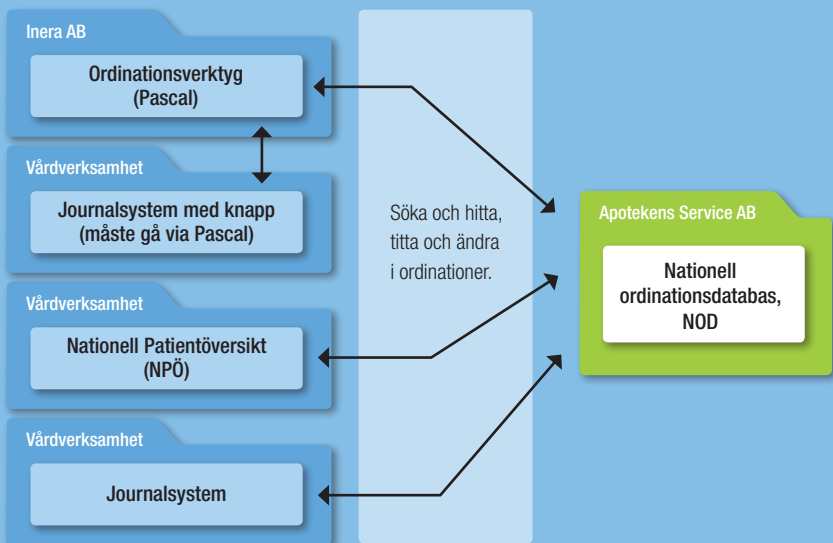 Inera AB
Ordinationsverktyg
(Pascal)
Vårdverksamhet
Journalsystem med knapp
(måste gå via Pascal)
Vårdverksamhet
Nationell Patientöversikt
(NPÖ)
Vårdverksamhet
Journalsystem
Söka och hitta,
titta och ändra
i ordinationer.
Apotekens Service AB
Nationell
ordinationsdatabas,
NOD